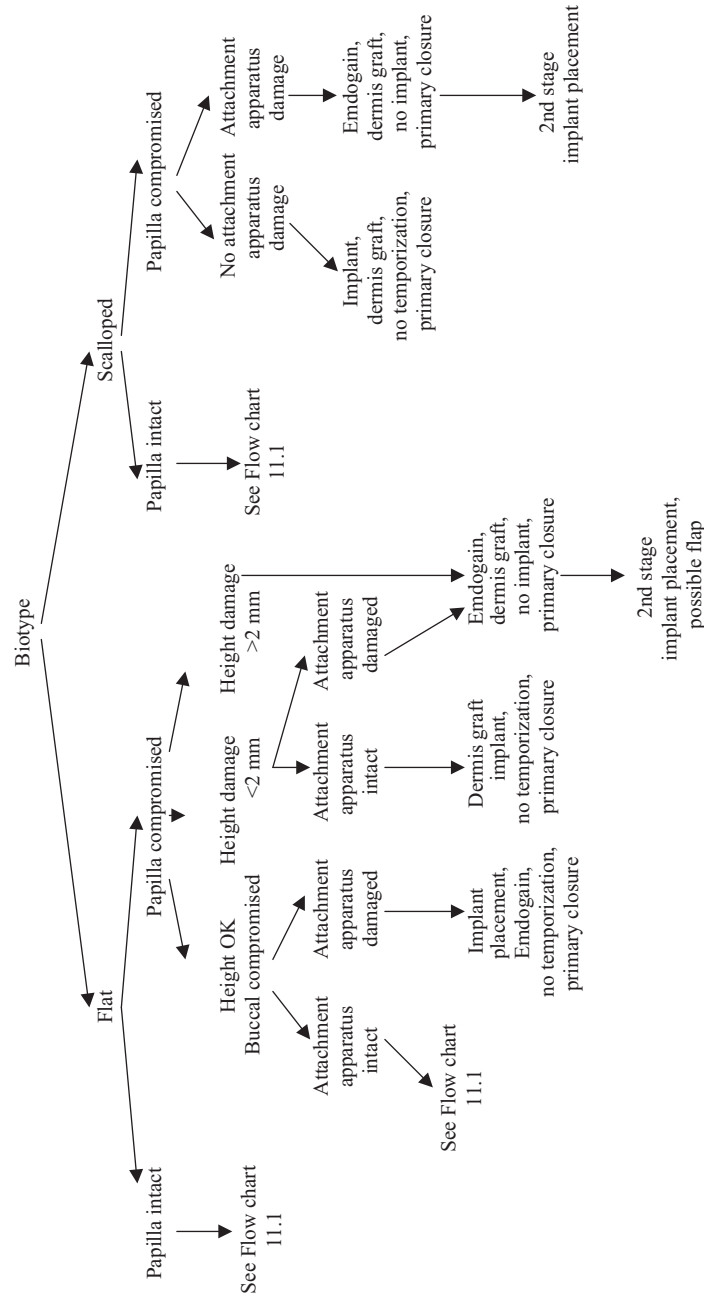 Biotype
Flat
Scalloped
Papilla intact
Papilla compromised
Papilla intact
Papilla compromised
See Flow chart
11.1
Height OK
Buccal compromised
Height damage
<2 mm
Height damage
>2 mm
See Flow chart
11.1
No attachment
apparatus
damage
Attachment
apparatus
damage
Attachment
apparatus
intact
Attachment
apparatus
damaged
Attachment
apparatus
intact
Attachment
apparatus
damaged
Implant,
dermis graft,
no temporization,
primary closure
Emdogain,
dermis graft,
no implant,
primary closure
See Flow chart
11.1
Implant
placement,
Emdogain,
no temporization,
primary closure
Dermis graft
implant,
no temporization,
primary closure
Emdogain,
dermis graft,
no implant,
primary closure
2nd stage
implant placement
2nd stage
implant placement,
possible flap